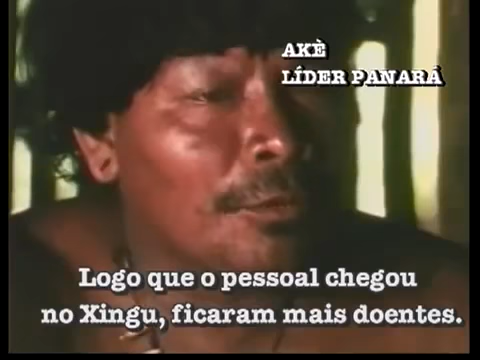 AKÈ
LÍDER PANARÁ
Logo que o pessoal chegou
no Xingu, ficaram mais doentes.